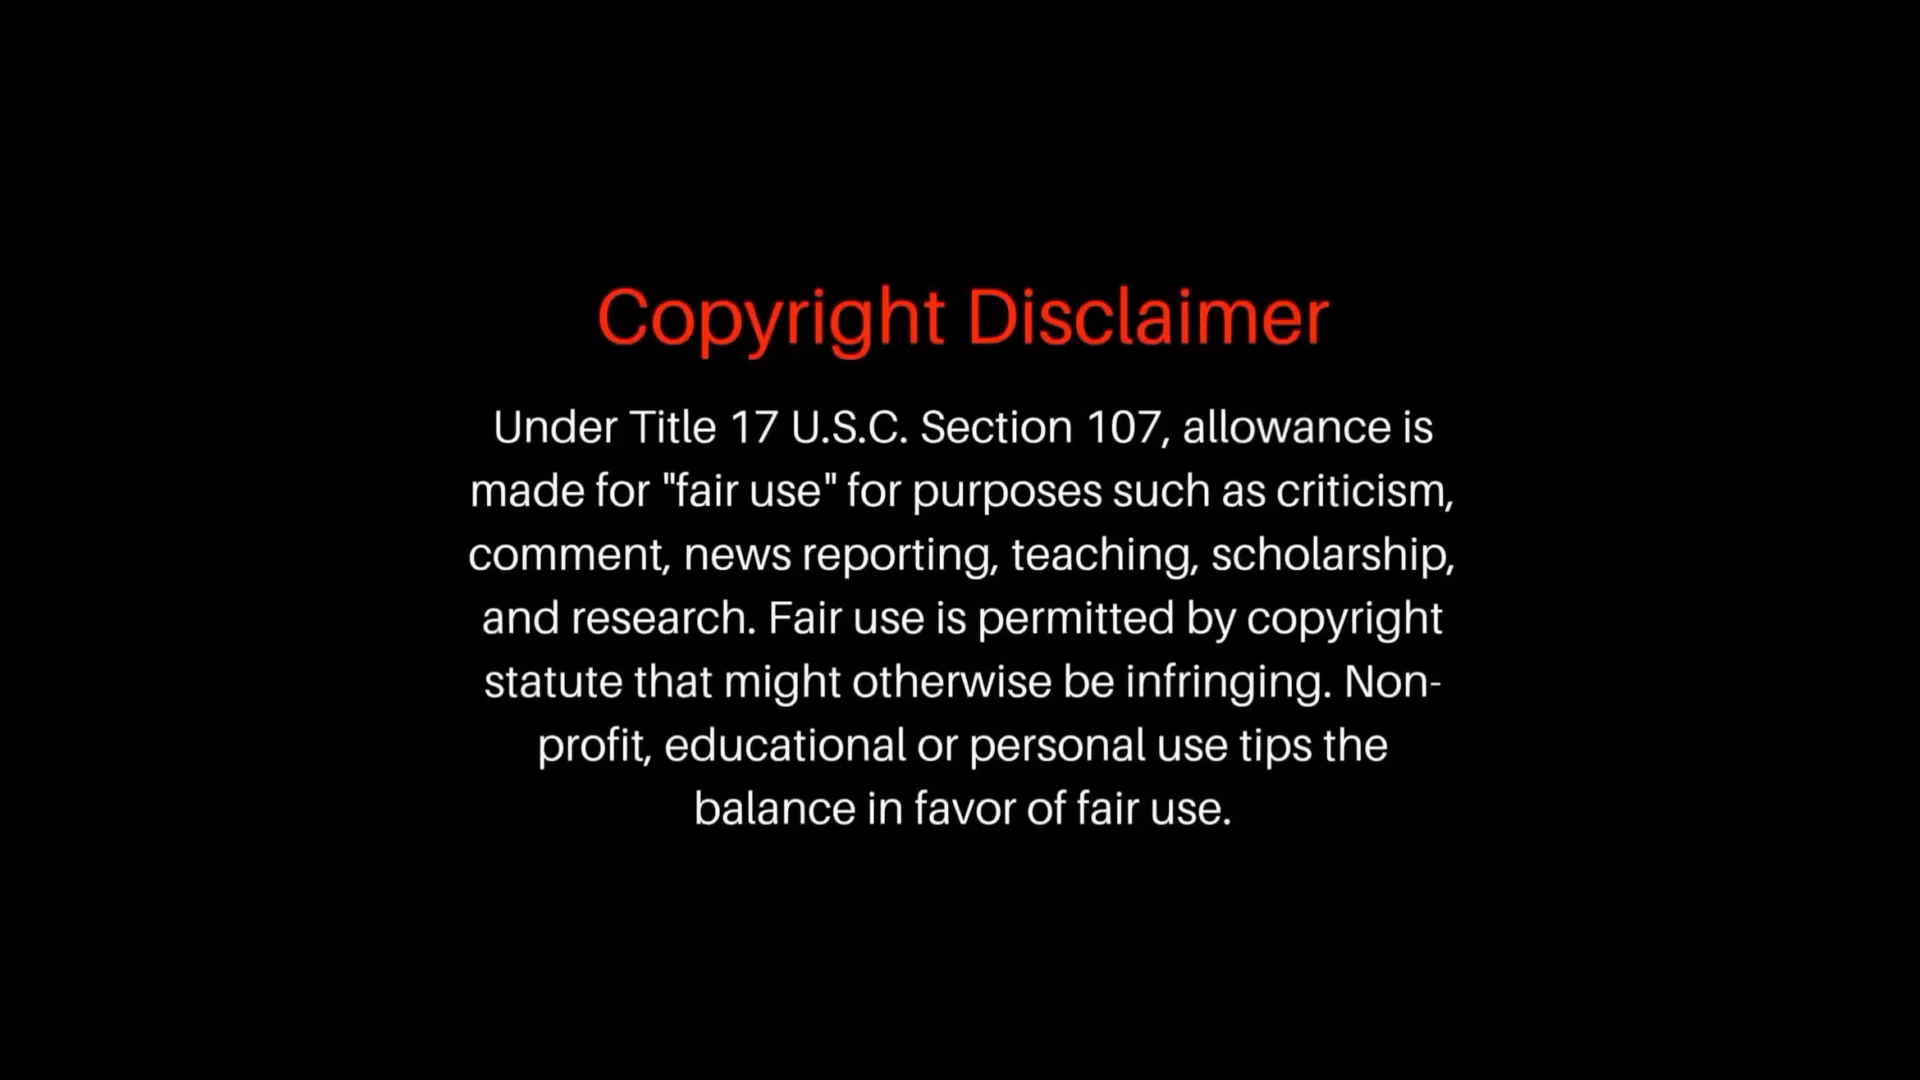 Copyright Disclaimer
Under Title 17 U.S.C. Section 107, allowance is
made for "fair use" for purposes such as criticism,
comment, news reporting, teaching, scholarship,
and research. Fair use is permitted by copyright
statute that might otherwise be infringing. Non-
profit, educational or personal use tips the
balance in favor of fair use.